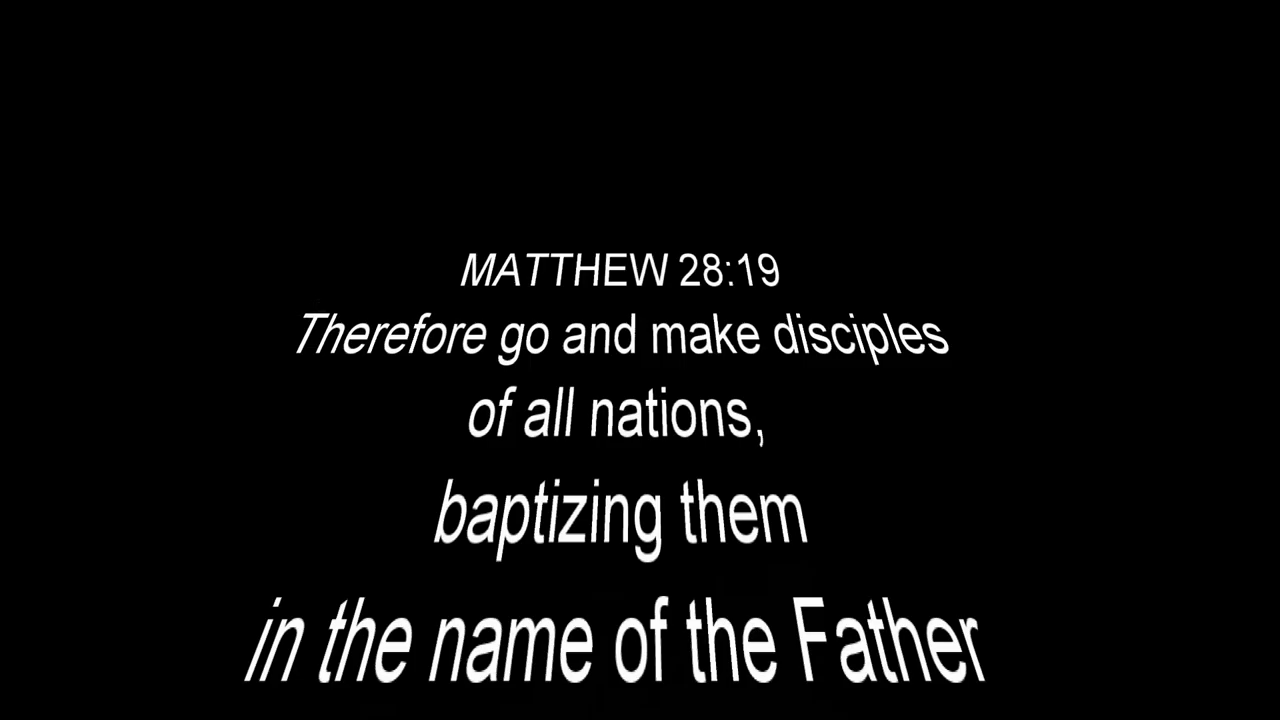 MATTHEW 28:19
Therefore go and make disciples
of all nations,
baptizing them
in the name of the Father